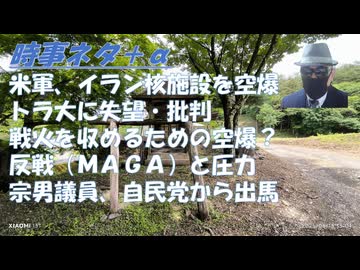 時事ネタ+α
米軍、イラン核施設を空爆
トラ大に失望・批判
戦火を収めるための空爆？
反戦（ＭＡＧＡ）と圧力
宗男議員、自民党から出馬
XIAOMI 15